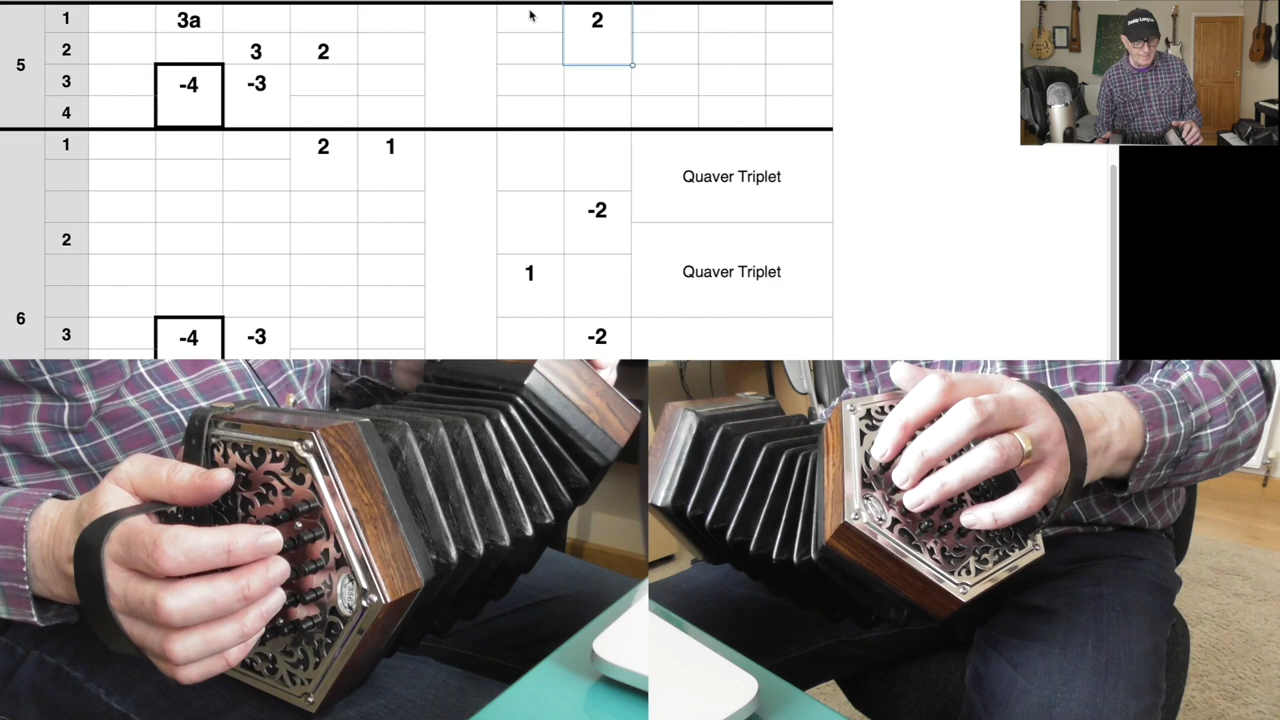 1 3a 2
2 3 2
5
3 -4 -3
4
1 2 1
Quaver Triplet
-2
2
1 Quaver Triplet
6
3 -4 -3 -2